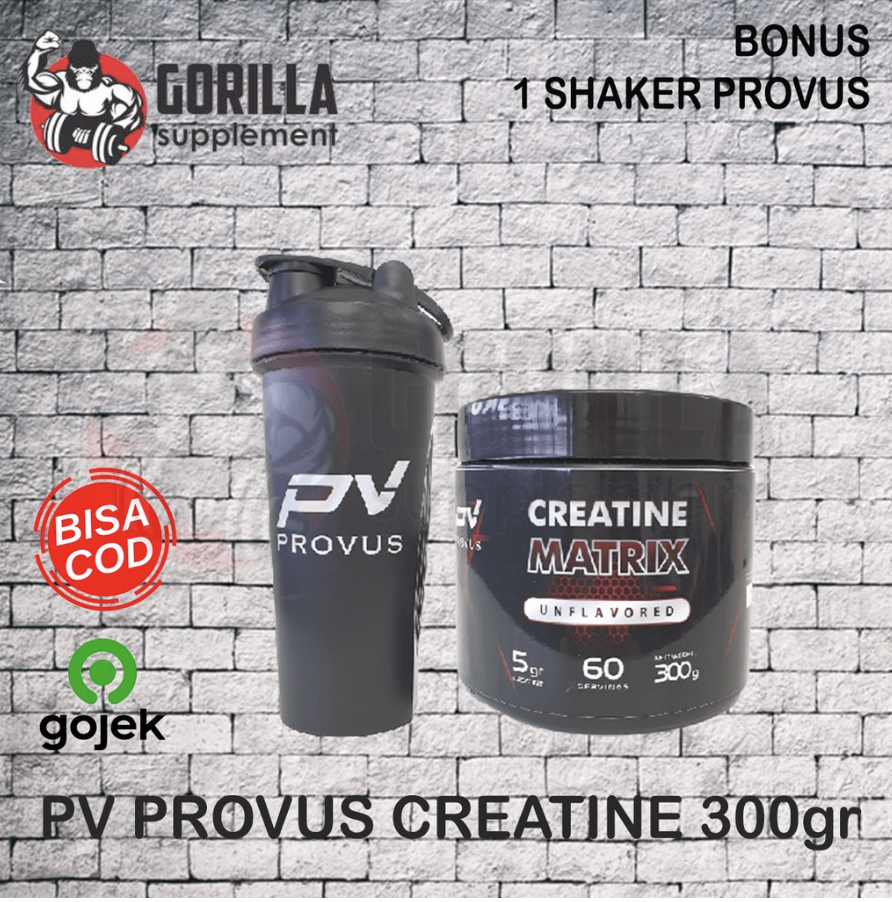 GORILLA
supplement
BONUS
1 SHAKER PROVUS
PV
PROVUS
PV
CREATINE
MATRIX
UNFLAVORED
5gr
60
SERVINGS
300g
BISA
COD
gojek
PV PROVUS CREATINE 300gr